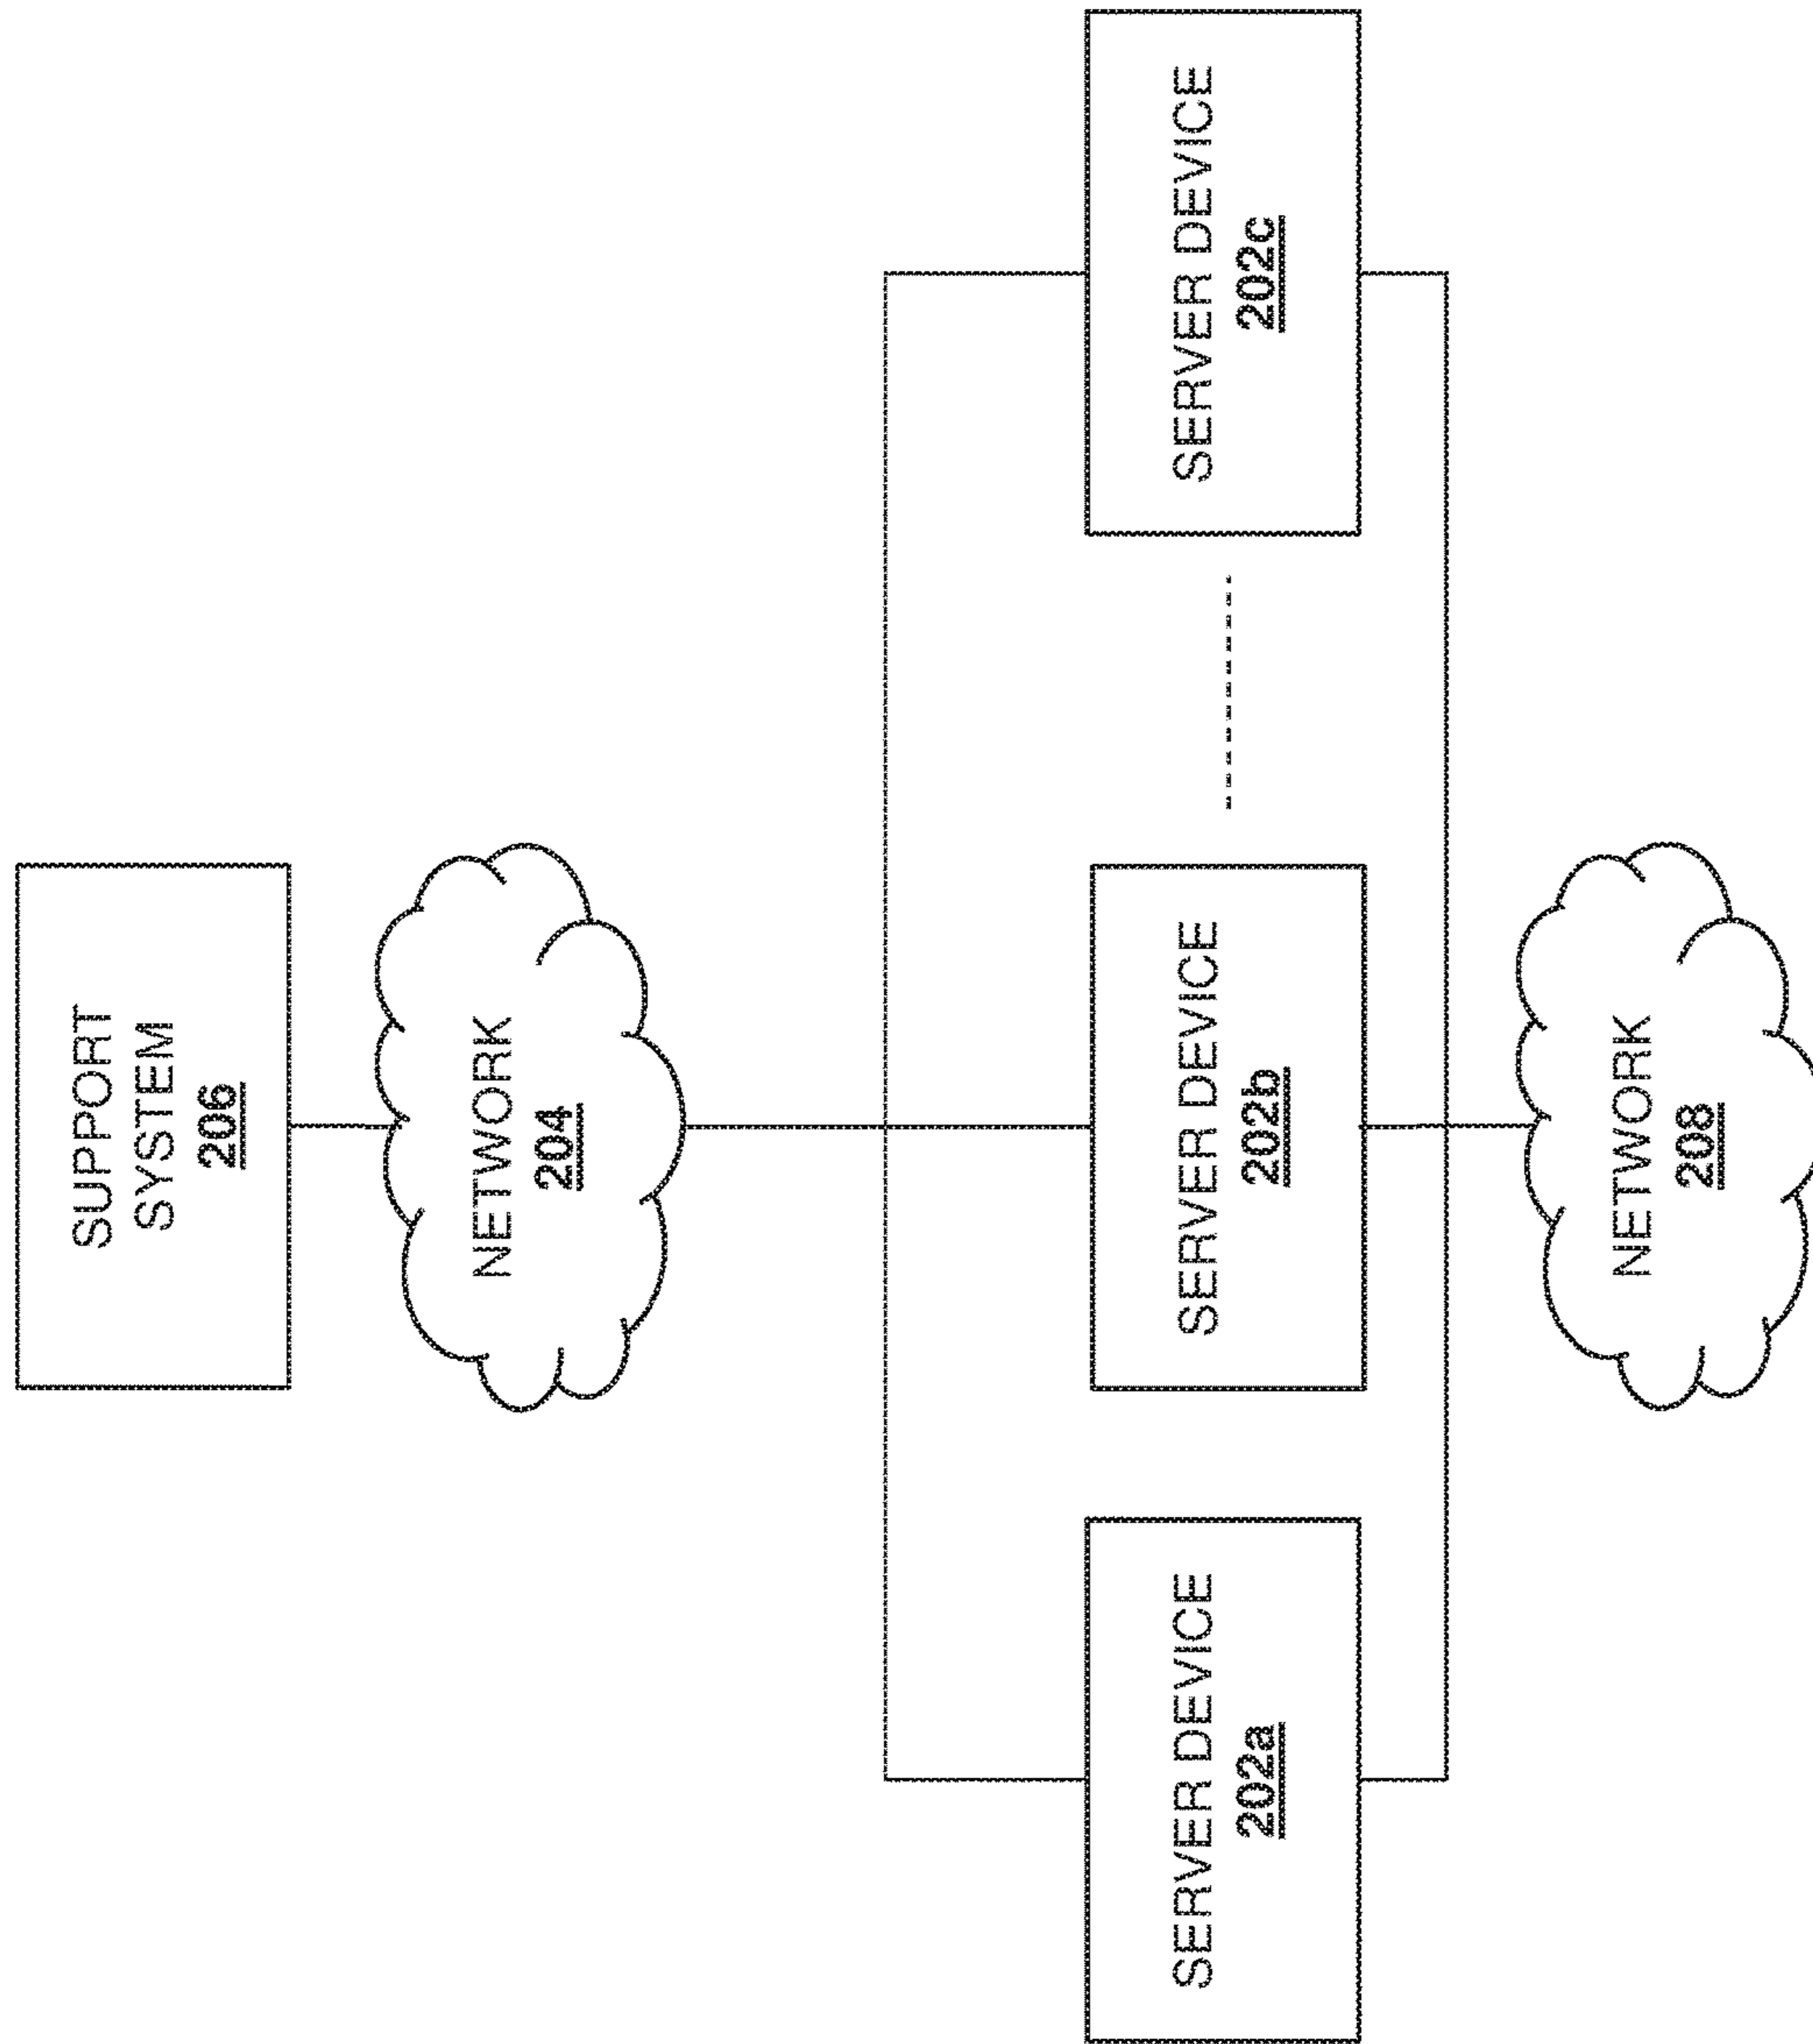 SUPPORT
SYSTEM
206
NETWORK
204
SERVER DEVICE
202a
SERVER DEVICE
202b
SERVER DEVICE
202c
NETWORK
208